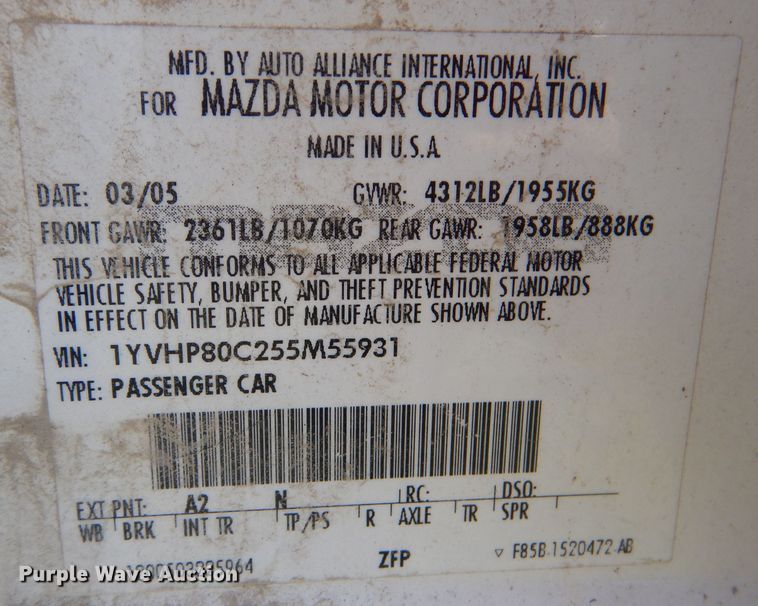 MFD. BY AUTO ALLIANCE INTERNATIONAL, INC.
FOR MAZDA MOTOR CORPORATION
MADE IN U.S.A.
DATE: 03/05 GVWR: 4312LB/1955KG
FRONT GAWR: 2361LB/1070KG REAR GAWR: 1958LB/888KG
THIS VEHICLE CONFORMS TO ALL APPLICABLE FEDERAL MOTOR
VEHICLE SAFETY, BUMPER, AND THEFT PREVENTION STANDARDS
IN EFFECT ON THE DATE OF MANUFACTURE SHOWN ABOVE.
VIN: 1YVHP80C255M55931
TYPE: PASSENGER CAR
EXT PNT: A2 N RC: DSO:
WB BRK INT TR TP/PS R AXLE TR SPR
ZFP F85B-1520472-AB
Purple Wave Auction